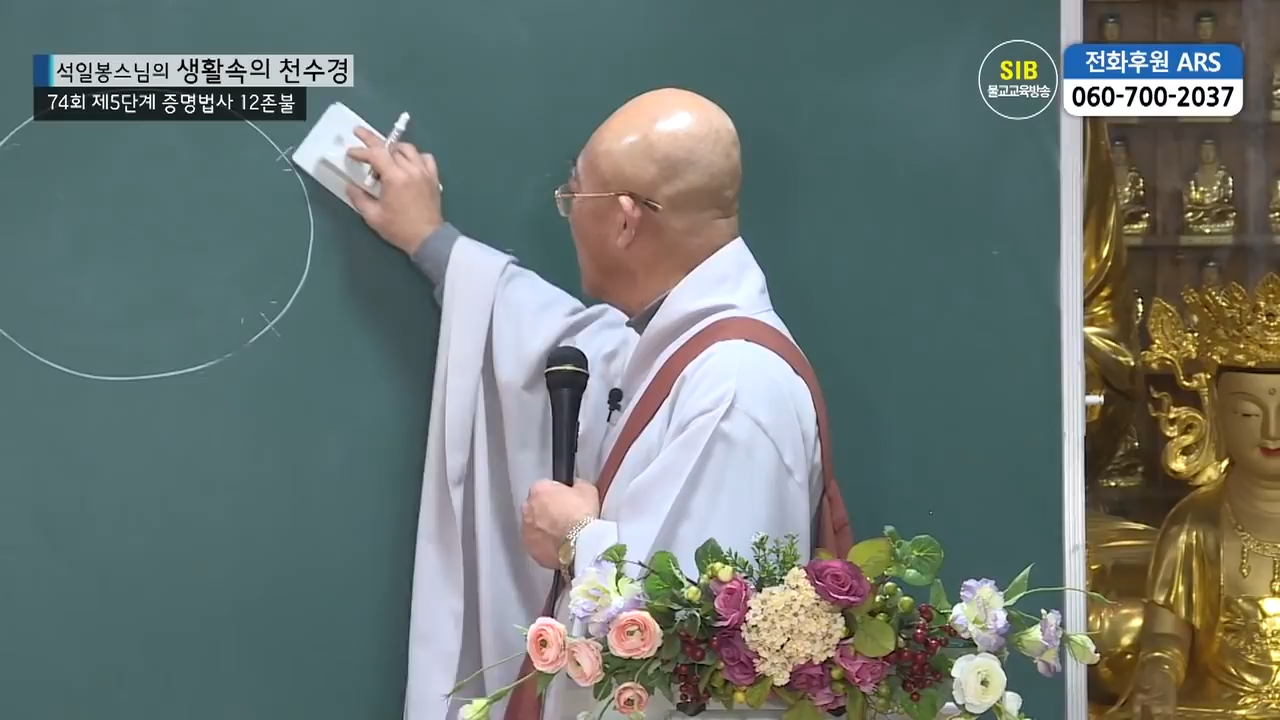 석일봉스님의 생활속의 천수경
74회 제5단계 증명법사 12존불
SIB
불교교육방송
전화후원 ARS
060-700-2037